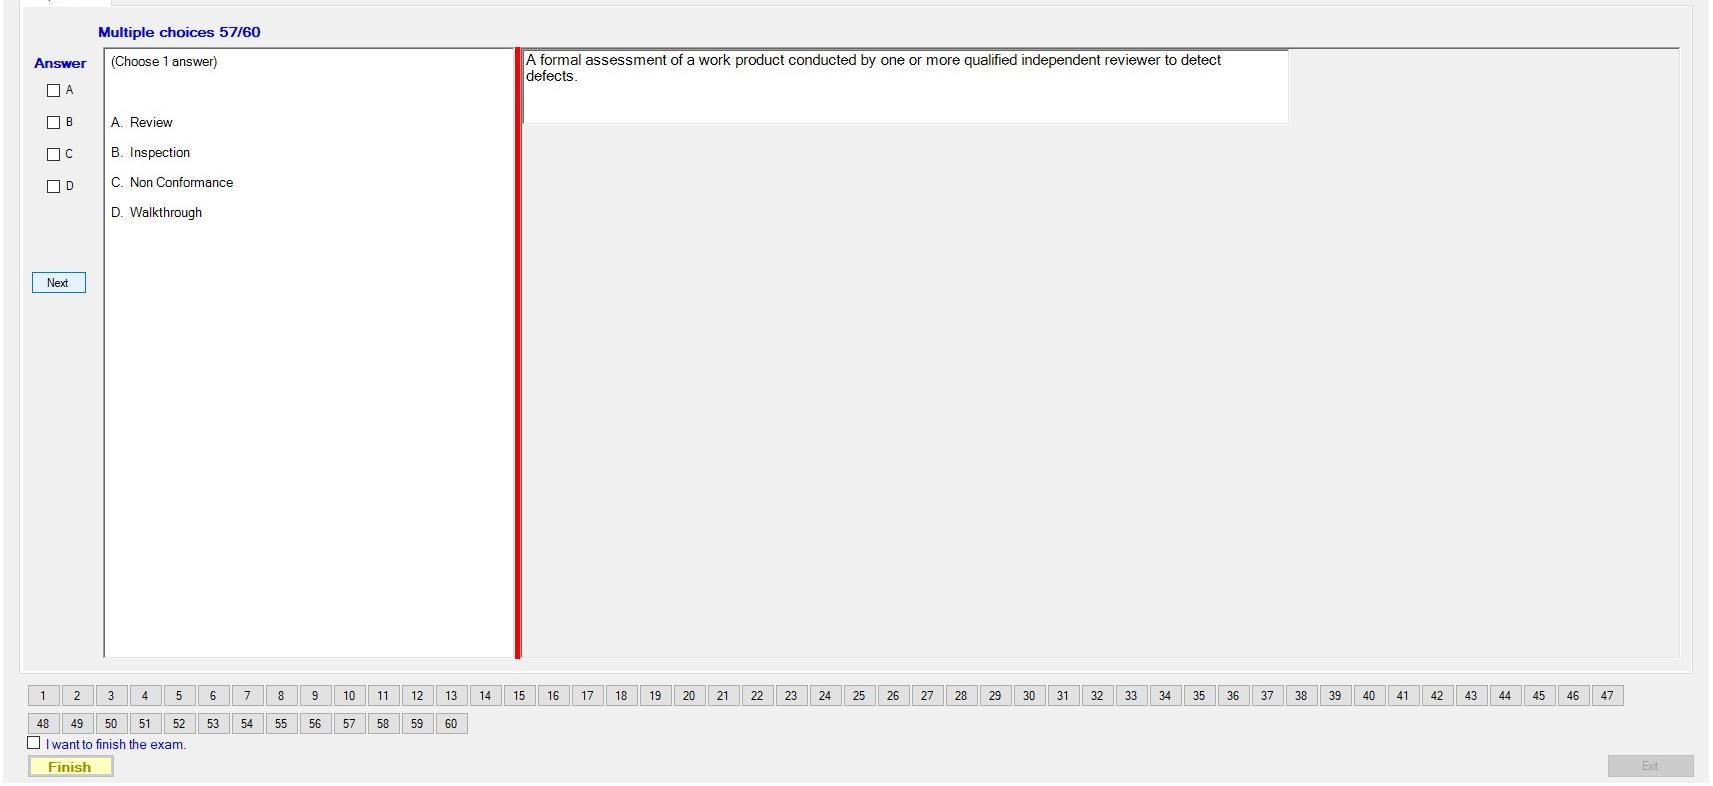 Multiple choices 57/60
Answer
A
B
C
D
Next
(Choose 1 answer)
A. Review
B. Inspection
C. Non Conformance
D. Walkthrough
A formal assessment of a work product conducted by one or more qualified independent reviewer to detect
defects.
1 2 3 4 5 6 7 8 9 10 11 12 13 14 15 16 17 18 19 20 21 22 23 24 25 26 27 28 29 30 31 32 33 34 35 36 37 38 39 40 41 42 43 44 45 46 47
48 49 50 51 52 53 54 55 56 57 58 59 60
I want to finish the exam.
Finish
Exit